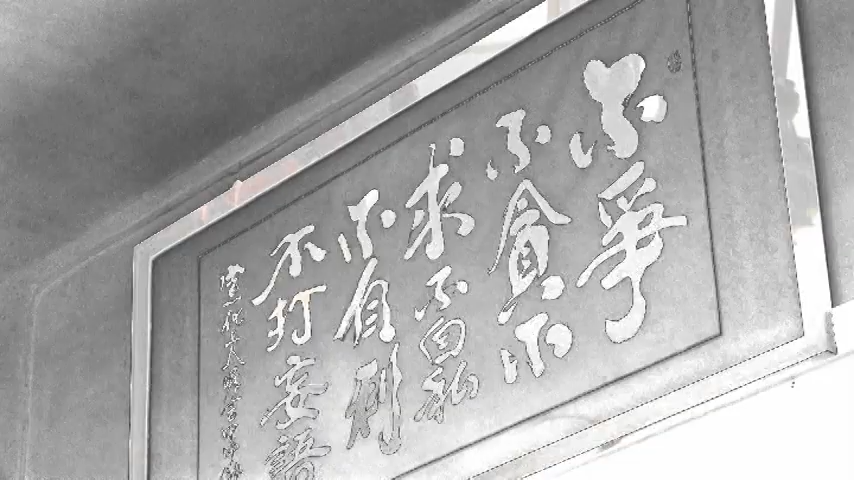 不爭
不貪不
求不自私
不自利
不打妄語